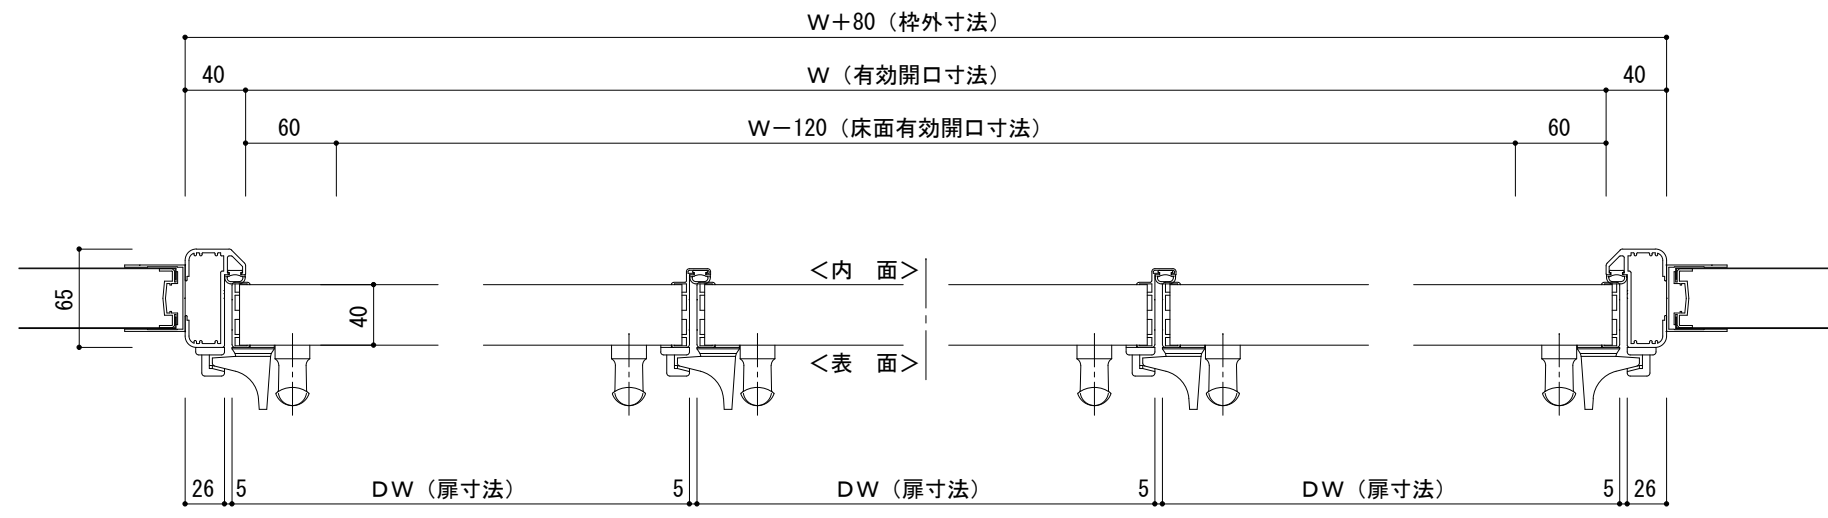 W+80（枠外寸法）
40 W（有効開口寸法） 40
60 W－120（床面有効開口寸法） 60
＜内　面＞
65
40
＜表　面＞
26 5 DW（扉寸法） 5 DW（扉寸法） 5 DW（扉寸法） 5 26